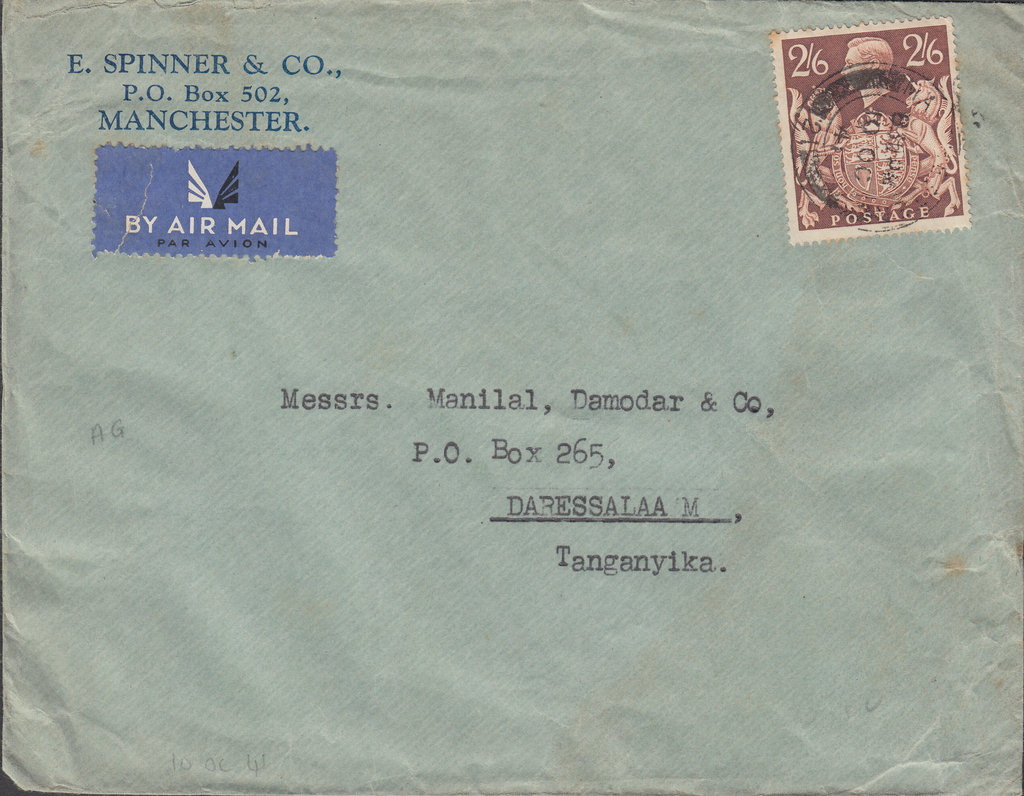 E. SPINNER & CO.,
P.O. Box 502,
MANCHESTER.
BY AIR MAIL
PAR AVION
2/6 2/6
POSTAGE
Messrs. Manilal, Damodar & Co,
P.O. Box 265,
DARESSALAA M ,
Tanganyika.
AG
10 OC 41